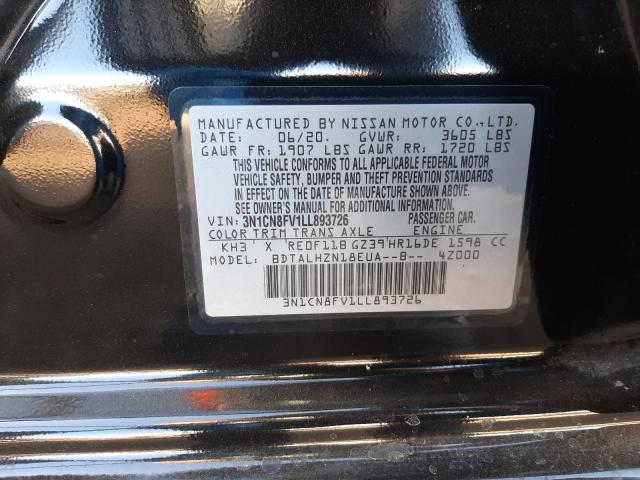 MANUFACTURED BY NISSAN MOTOR CO.,LTD.
DATE: 06/20. GVWR: 3605 LBS
GAWR FR: 1907 LBS GAWR RR: 1720 LBS
THIS VEHICLE CONFORMS TO ALL APPLICABLE FEDERAL MOTOR
VEHICLE SAFETY, BUMPER AND THEFT PREVENTION STANDARDS
IN EFFECT ON THE DATE OF MANUFACTURE SHOWN ABOVE.
SEE OWNER'S MANUAL FOR ADDITIONAL INFORMATION.
VIN: 3N1CN8FV1LL893726 PASSENGER CAR.
COLOR TRIM TRANS AXLE ENGINE
KH3 X RE0F11B GZ39 HR16DE 1598 CC
MODEL: BDTALHZN18EUA--B-- 4Z000
3N1CN8FV1LL893726